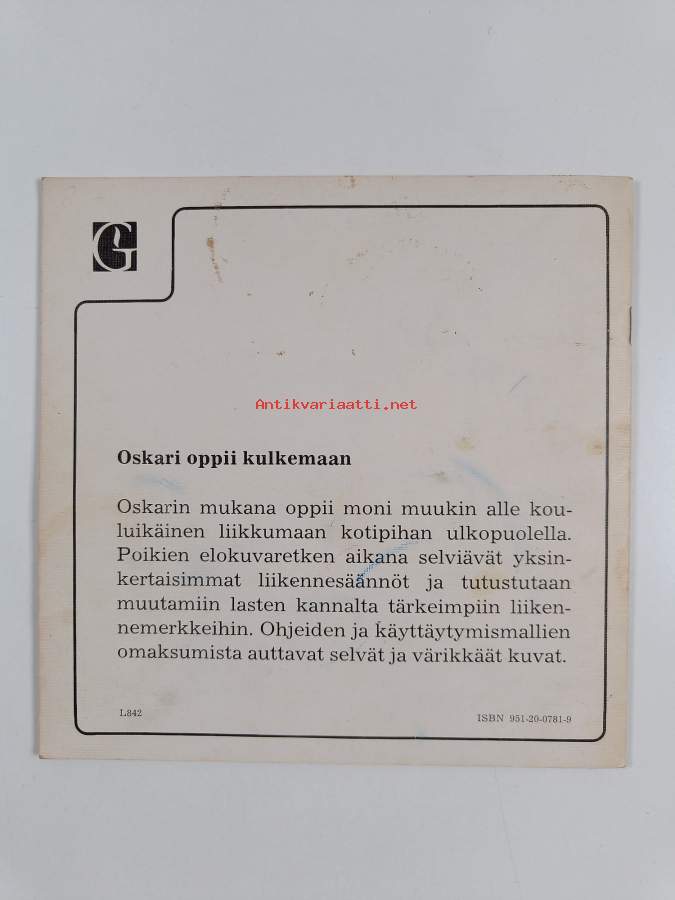 G
Antikvariaatti.net
Oskari oppii kulkemaan
Oskarin mukana oppii moni muukin alle kou-
luikäinen liikkumaan kotipihan ulkopuolella.
Poikien elokuvaretken aikana selviävät yksin-
kertaisimmat liikennesäännöt ja tutustutaan
muutamiin lasten kannalta tärkeimpiin liiken-
nemerkkeihin. Ohjeiden ja käyttäytymismallien
omaksumista auttavat selvät ja värikkäät kuvat.
L842
ISBN 951-20-0781-9